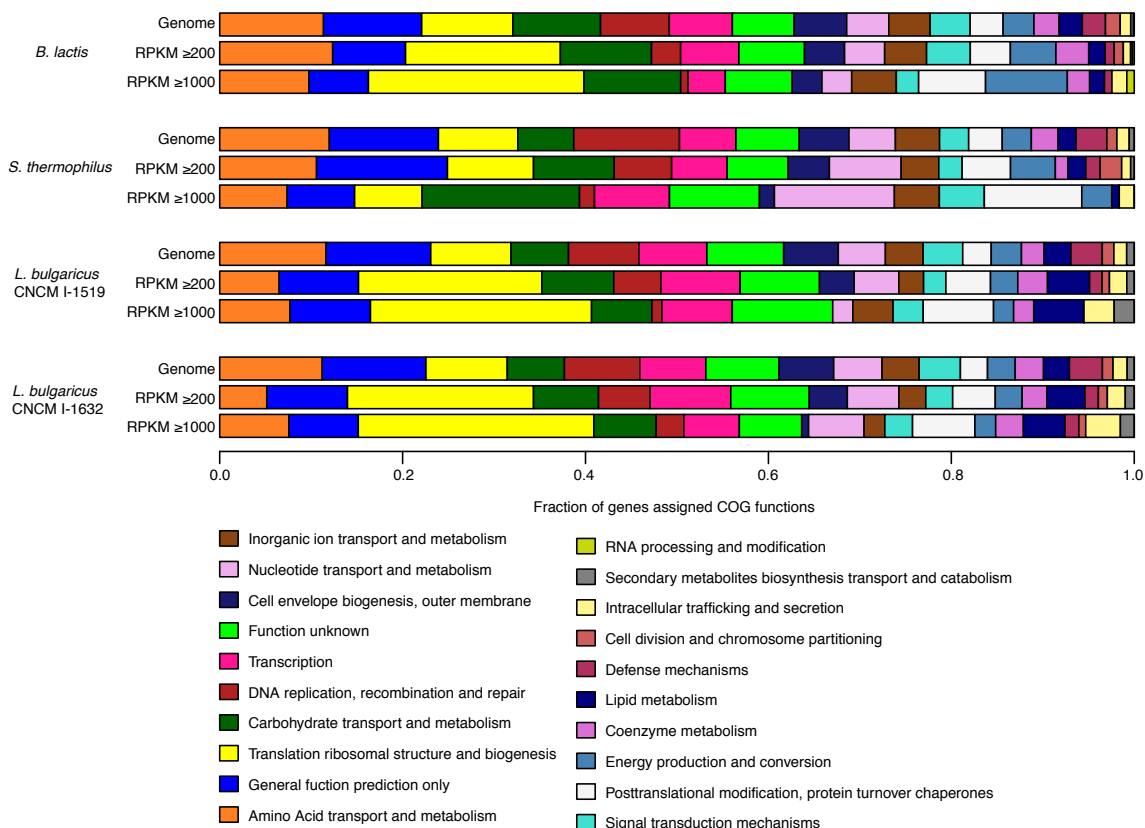 Genome
B. lactis
RPKM ≥200
RPKM ≥1000
Genome
S. thermophilus
RPKM ≥200
RPKM ≥1000
Genome
L. bulgaricus
CNCM I-1519
RPKM ≥200
RPKM ≥1000
Genome
L. bulgaricus
CNCM I-1632
RPKM ≥200
RPKM ≥1000
0.0 0.2 0.4 0.6 0.8 1.0
Fraction of genes assigned COG functions
Inorganic ion transport and metabolism
Nucleotide transport and metabolism
Cell envelope biogenesis, outer membrane
Function unknown
Transcription
DNA replication, recombination and repair
Carbohydrate transport and metabolism
Translation ribosomal structure and biogenesis
General fuction prediction only
Amino Acid transport and metabolism
RNA processing and modification
Secondary metabolites biosynthesis transport and catabolism
Intracellular trafficking and secretion
Cell division and chromosome partitioning
Defense mechanisms
Lipid metabolism
Coenzyme metabolism
Energy production and conversion
Posttranslational modification, protein turnover chaperones
Signal transduction mechanisms